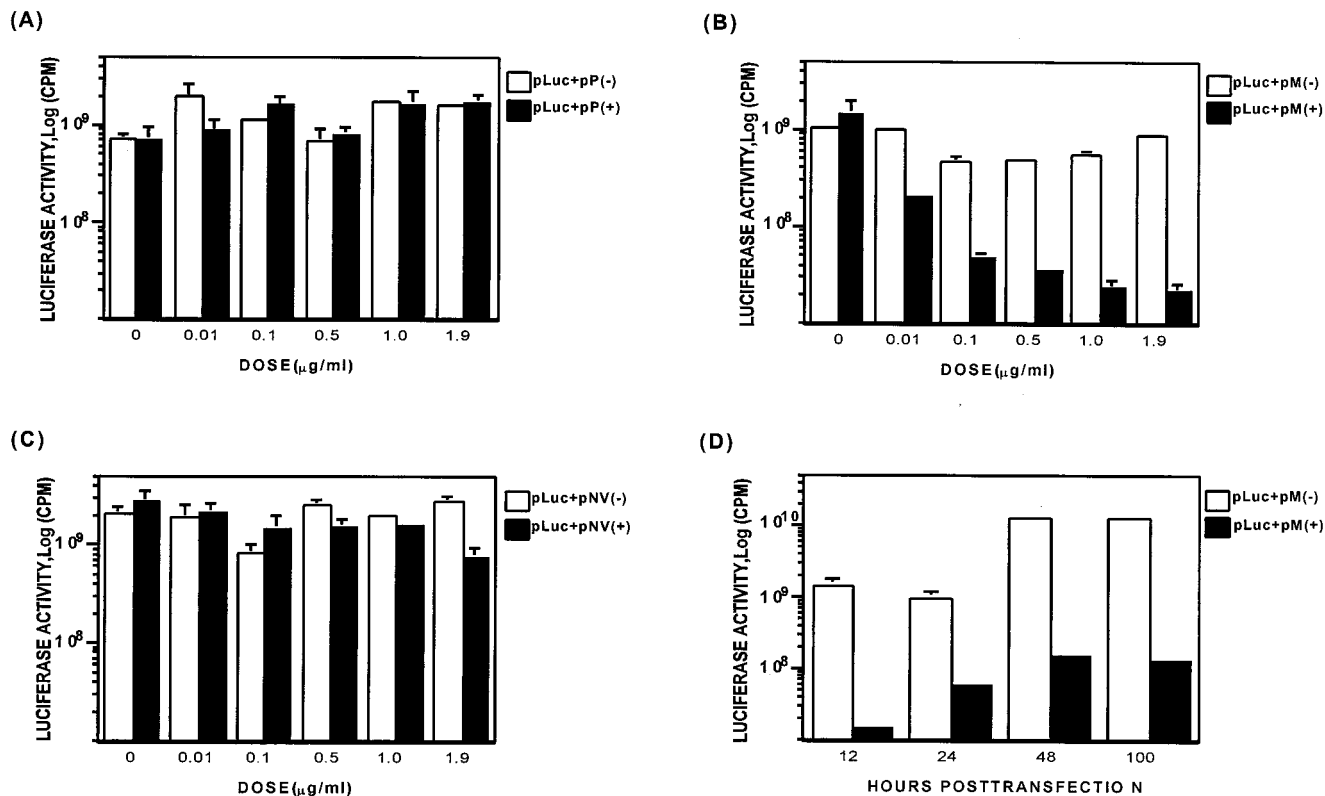 (A)
LUCIFERASE ACTIVITY,Log (CPM)
10^9
10^8
0 0.01 0.1 0.5 1.0 1.9
DOSE(μg/ml)
pLuc+pP(-)
pLuc+pP(+)
(B)
LUCIFERASE ACTIVITY,Log (CPM)
10^9
10^8
0 0.01 0.1 0.5 1.0 1.9
DOSE(μg/ml)
pLuc+pM(-)
pLuc+pM(+)
(C)
LUCIFERASE ACTIVITY,Log (CPM)
10^9
10^8
0 0.01 0.1 0.5 1.0 1.9
DOSE(μg/ml)
pLuc+pNV(-)
pLuc+pNV(+)
(D)
LUCIFERASE ACTIVITY,Log (CPM)
10^10
10^9
10^8
12 24 48 100
HOURS POSTTRANSFECTIO N
pLuc+pM(-)
pLuc+pM(+)